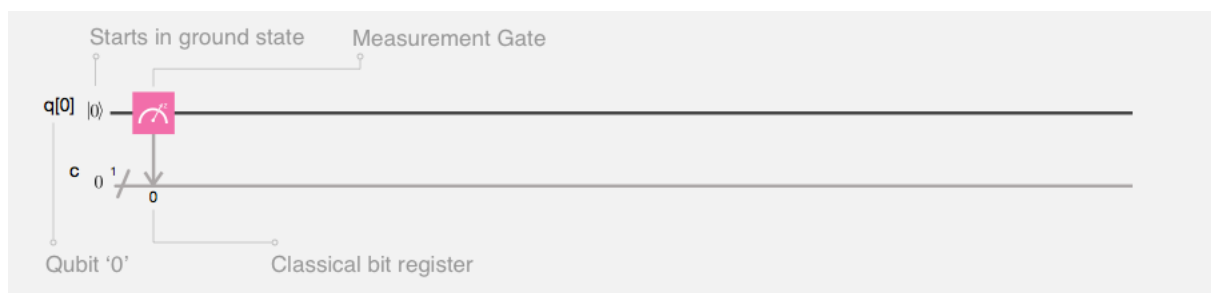 Starts in ground state Measurement Gate
q[0] |0⟩ z
c 0 1
0
Qubit ‘0’ Classical bit register